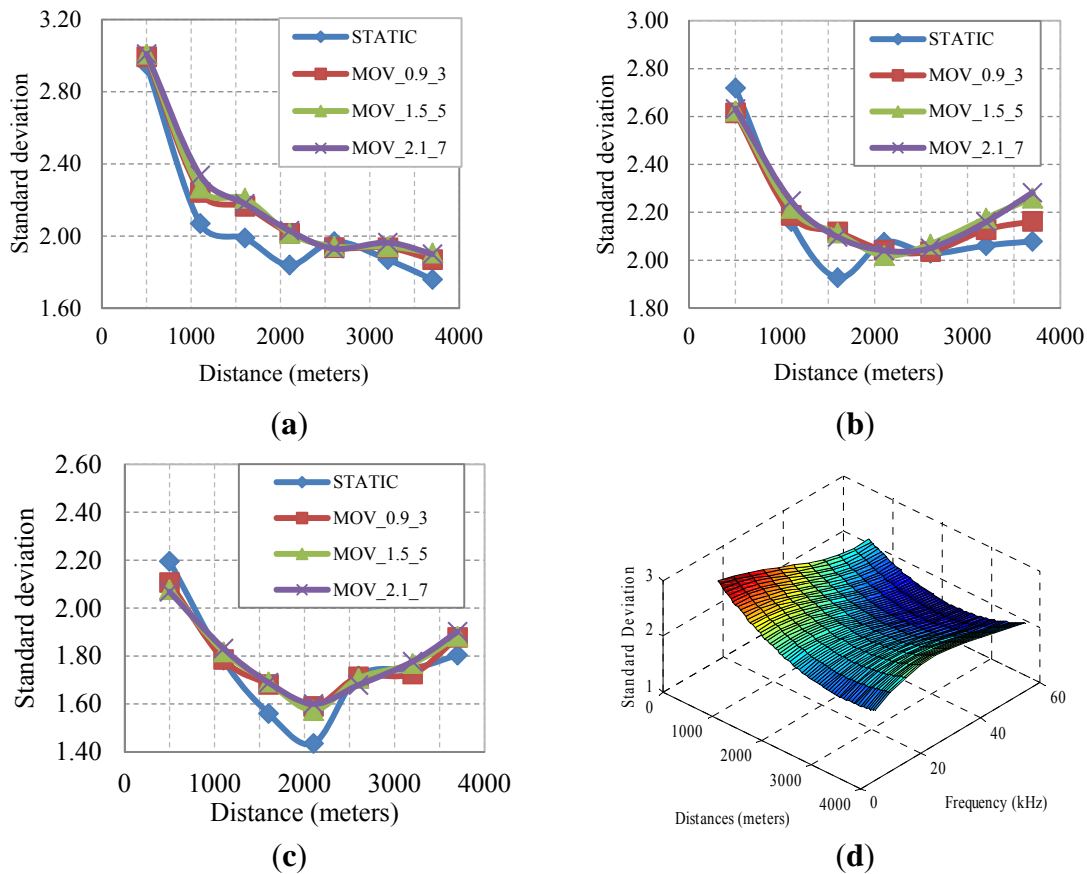 3.20
2.80
2.40
2.00
1.60
Standard deviation
STATIC
MOV_0.9_3
MOV_1.5_5
MOV_2.1_7
0 1000 2000 3000 4000
Distance (meters)
(a)
3.00
2.80
2.60
2.40
2.20
2.00
1.80
Standard deviation
STATIC
MOV_0.9_3
MOV_1.5_5
MOV_2.1_7
0 1000 2000 3000 4000
Distance (meters)
(b)
2.60
2.40
2.20
2.00
1.80
1.60
1.40
Standard deviation
STATIC
MOV_0.9_3
MOV_1.5_5
MOV_2.1_7
0 1000 2000 3000 4000
Distance (meters)
(c)
3
2
1
Standard Deviation
0
1000
2000
3000
4000
Distances (meters)
0
20
40
60
Frequency (kHz)
(d)